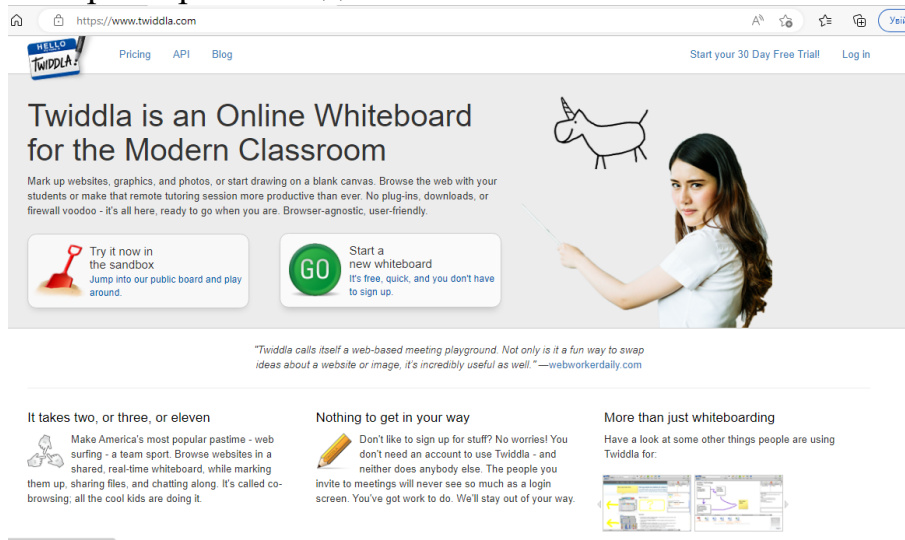 https://www.twiddla.com
HELLO
TWIDDLA!
Pricing API Blog
Start your 30 Day Free Trial! Log in
Twiddla is an Online Whiteboard
for the Modern Classroom
Mark up websites, graphics, and photos, or start drawing on a blank canvas. Browse the web with your
students or make that remote tutoring session more productive than ever. No plug-ins, downloads, or
firewall voodoo - it's all here, ready to go when you are. Browser-agnostic, user-friendly.
Try it now in
the sandbox
Jump into our public board and play
around.
GO
Start a
new whiteboard
It's free, quick, and you don't have
to sign up.
"Twiddla calls itself a web-based meeting playground. Not only is it a fun way to swap
ideas about a website or image, it's incredibly useful as well." —webworkerdaily.com
It takes two, or three, or eleven
Make America's most popular pastime - web
surfing - a team sport. Browse websites in a
shared, real-time whiteboard, while marking
them up, sharing files, and chatting along. It's called co-
browsing; all the cool kids are doing it.
Nothing to get in your way
Don't like to sign up for stuff? No worries! You
don't need an account to use Twiddla - and
neither does anybody else. The people you
invite to meetings will never see so much as a login
screen. You've got work to do. We'll stay out of your way.
More than just whiteboarding
Have a look at some other things people are using
Twiddla for: